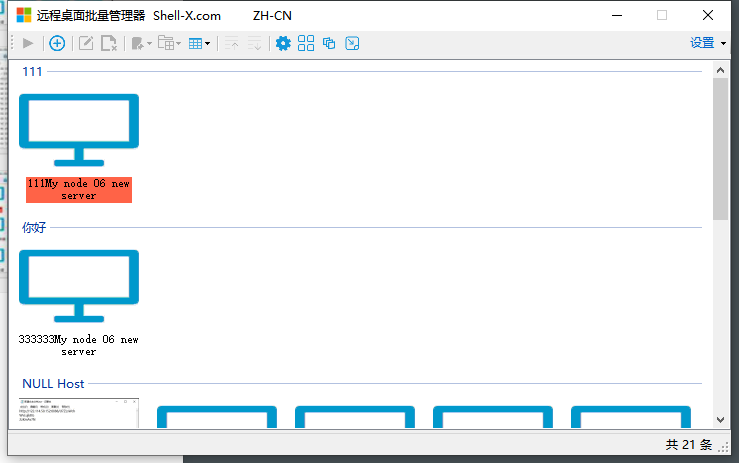 远程桌面批量管理器 Shell-X.com ZH-CN
设置
111
111My node 06 new
server
你好
333333My node 06 new
server
NULL Host
共 21 条